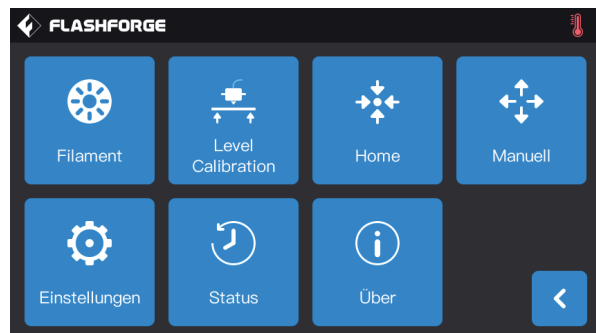 FLASHFORGE
Filament
Level
Calibration
Home
Manuell
Einstellungen
Status
Über